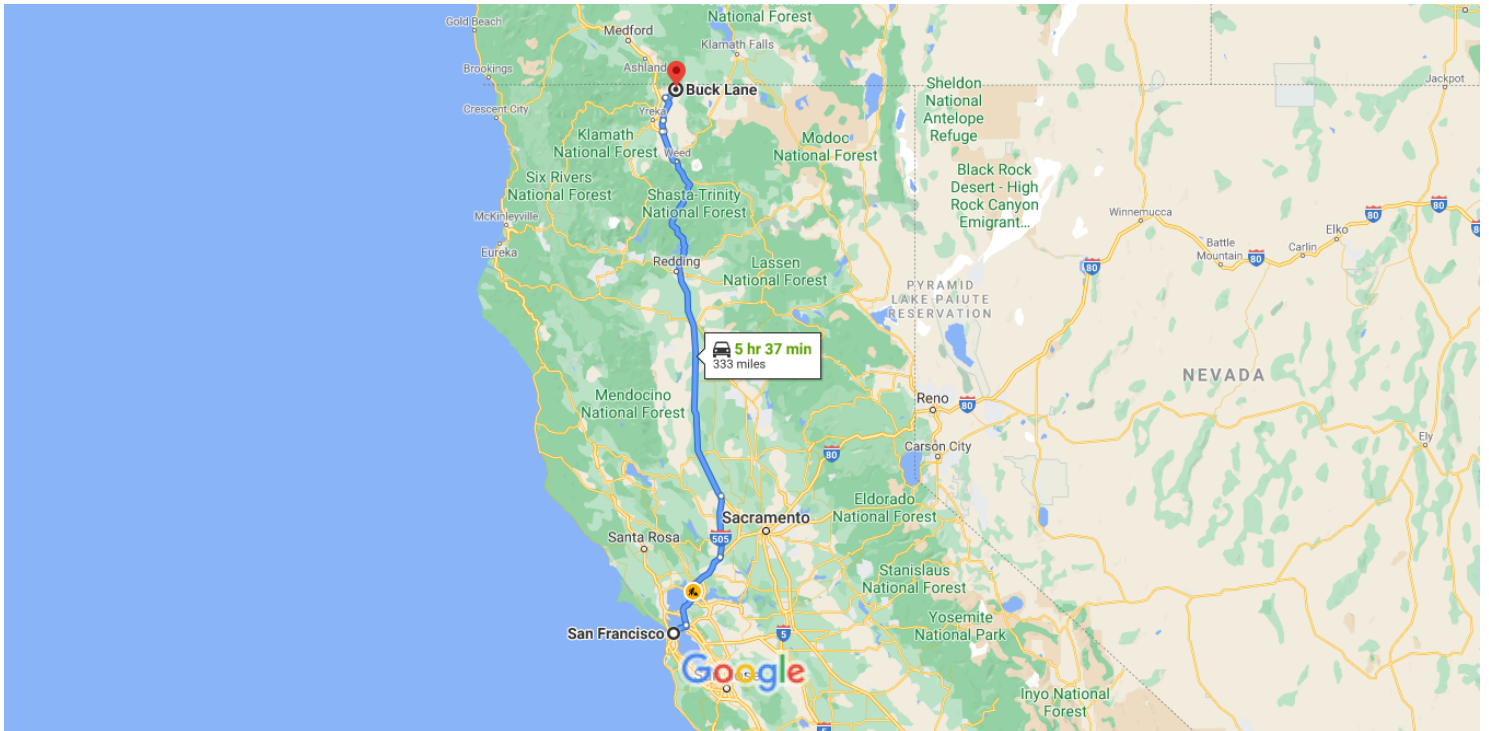 Gold Beach
Medford
National Forest
Klamath Falls
Brookings
Ashland
Buck Lane
Jackpot
Crescent City
Yreka
Sheldon
National
Antelope
Refuge
Klamath
National Forest
Weed
Modoc
National Forest
Six Rivers
National Forest
Shasta-Trinity
National Forest
Black Rock
Desert - High
Rock Canyon
Emigrant...
McKinleyville
Winnemucca
80
80
8
Eureka
Redding
Lassen
National Forest
Battle
Mountain
80
Carlin
Elko
80
PYRAMID
LAKE PAIUTE
RESERVATION
5 hr 37 min
333 miles
NEVADA
Mendocino
National Forest
Reno
80
Carson City
80
Ely
Eldorado
National Forest
Sacramento
Santa Rosa
505
Stanislaus
National Forest
Yosemite
National Park
San Francisco
5
Google
Inyo National
Forest
5